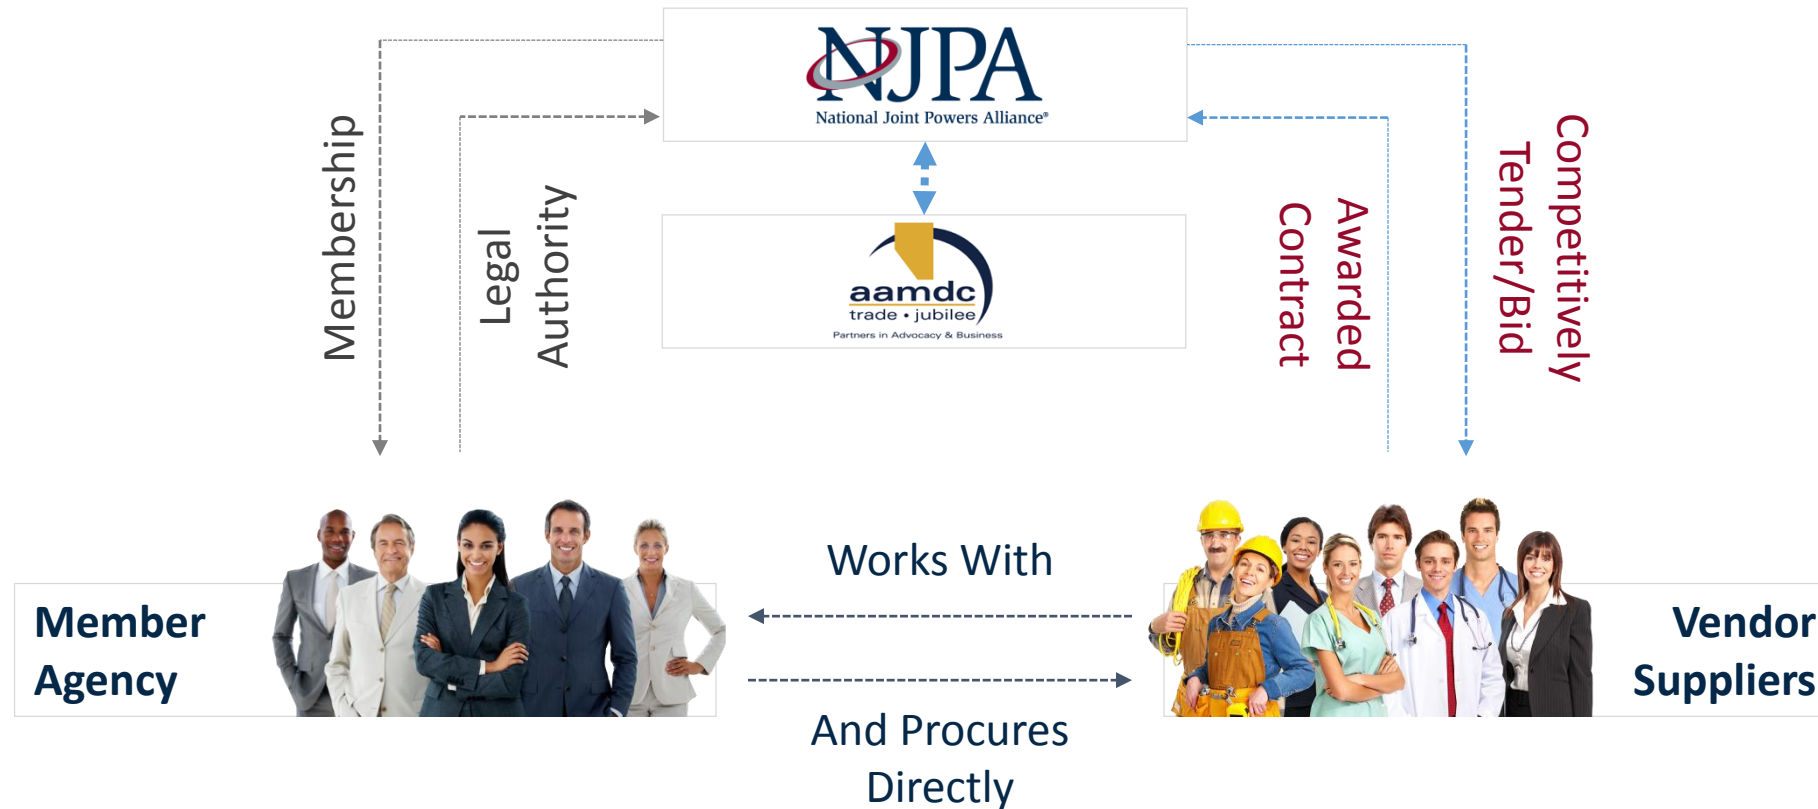 NJPA
National Joint Powers Alliance®
Membership
Legal
Authority
aamdc
trade • jubilee
Partners in Advocacy & Business
Awarded
Contract
Competitively
Tender/Bid
Member
Agency
Works With
And Procures
Directly
Vendor
Suppliers